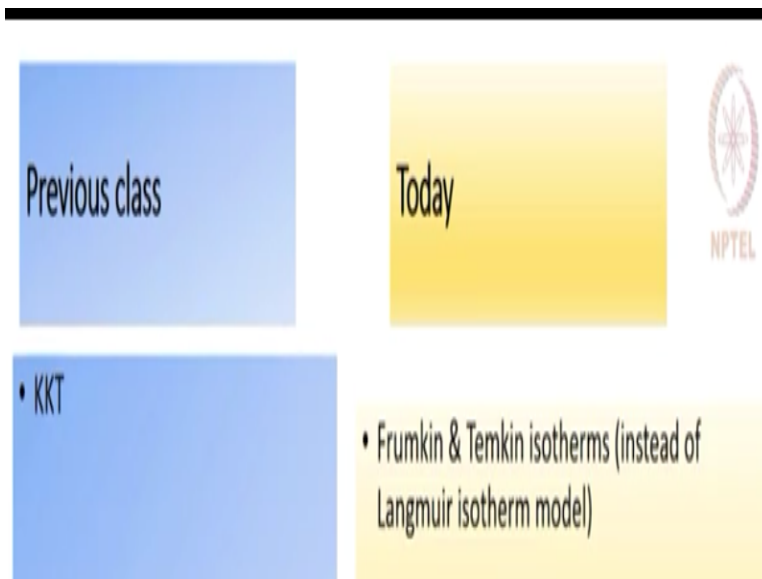 Previous class
Today
NPTEL
• KKT
• Frumkin & Temkin isotherms (instead of
Langmuir isotherm model)